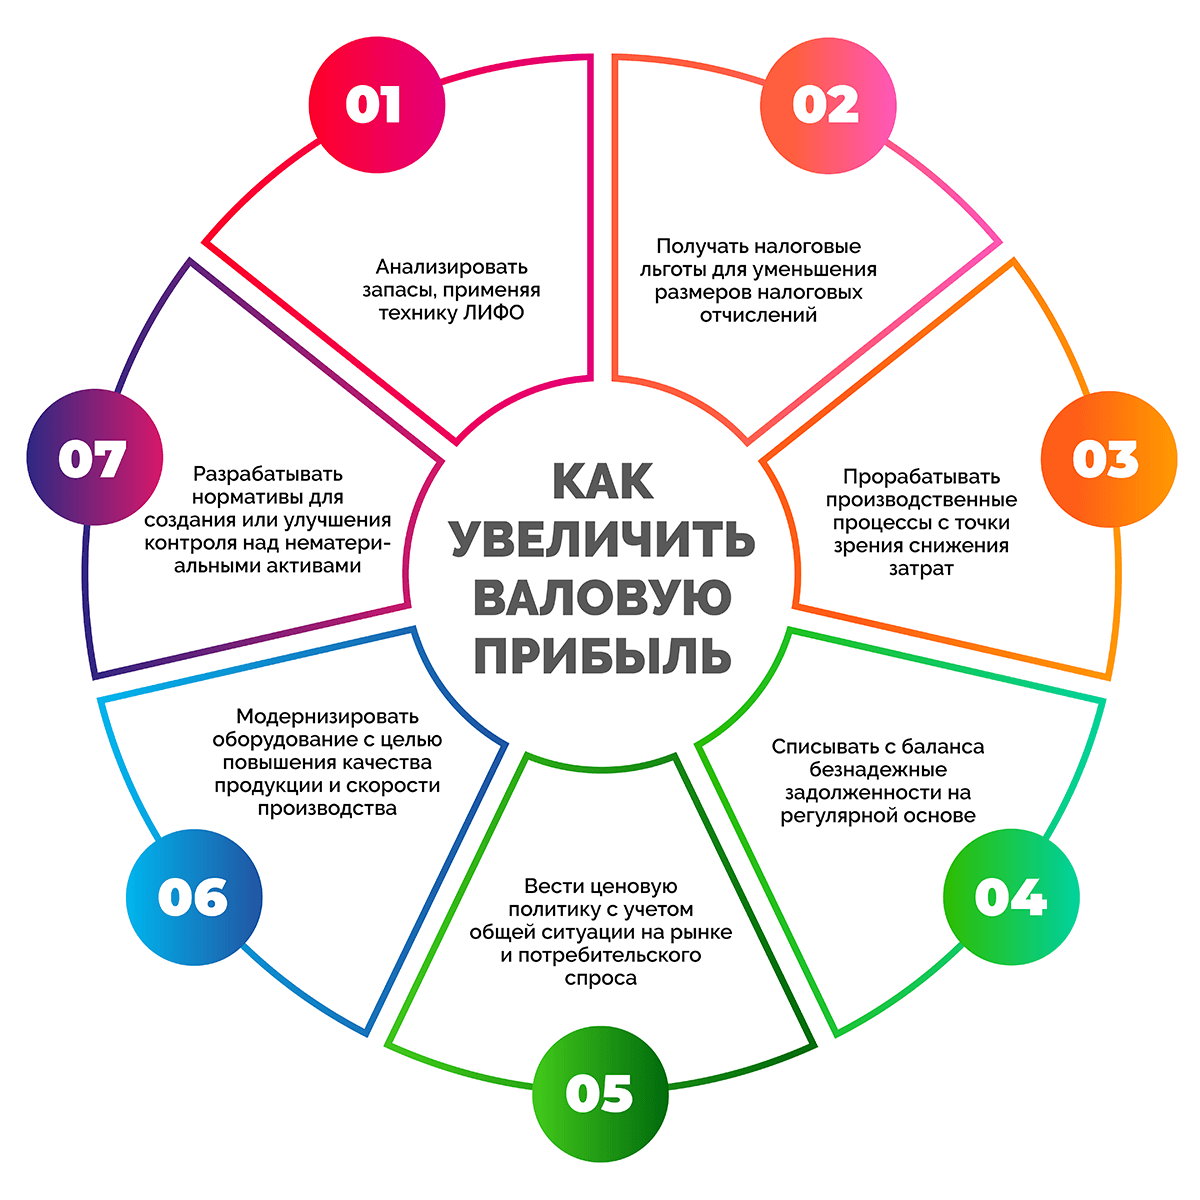 КАК
УВЕЛИЧИТЬ
ВАЛОВУЮ
ПРИБЫЛЬ
01
Анализировать
запасы, применяя
технику ЛИФО
02
Получать налоговые
льготы для уменьшения
размеров налоговых
отчислений
03
Прорабатывать
производственные
процессы с точки
зрения снижения
затрат
04
Списывать с баланса
безнадежные
задолженности на
регулярной основе
05
Вести ценовую
политику с учетом
общей ситуации на рынке
и потребительского
спроса
06
Модернизировать
оборудование с целью
повышения качества
продукции и скорости
производства
07
Разрабатывать
нормативы для
создания или улучшения
контроля над нематери-
альными активами